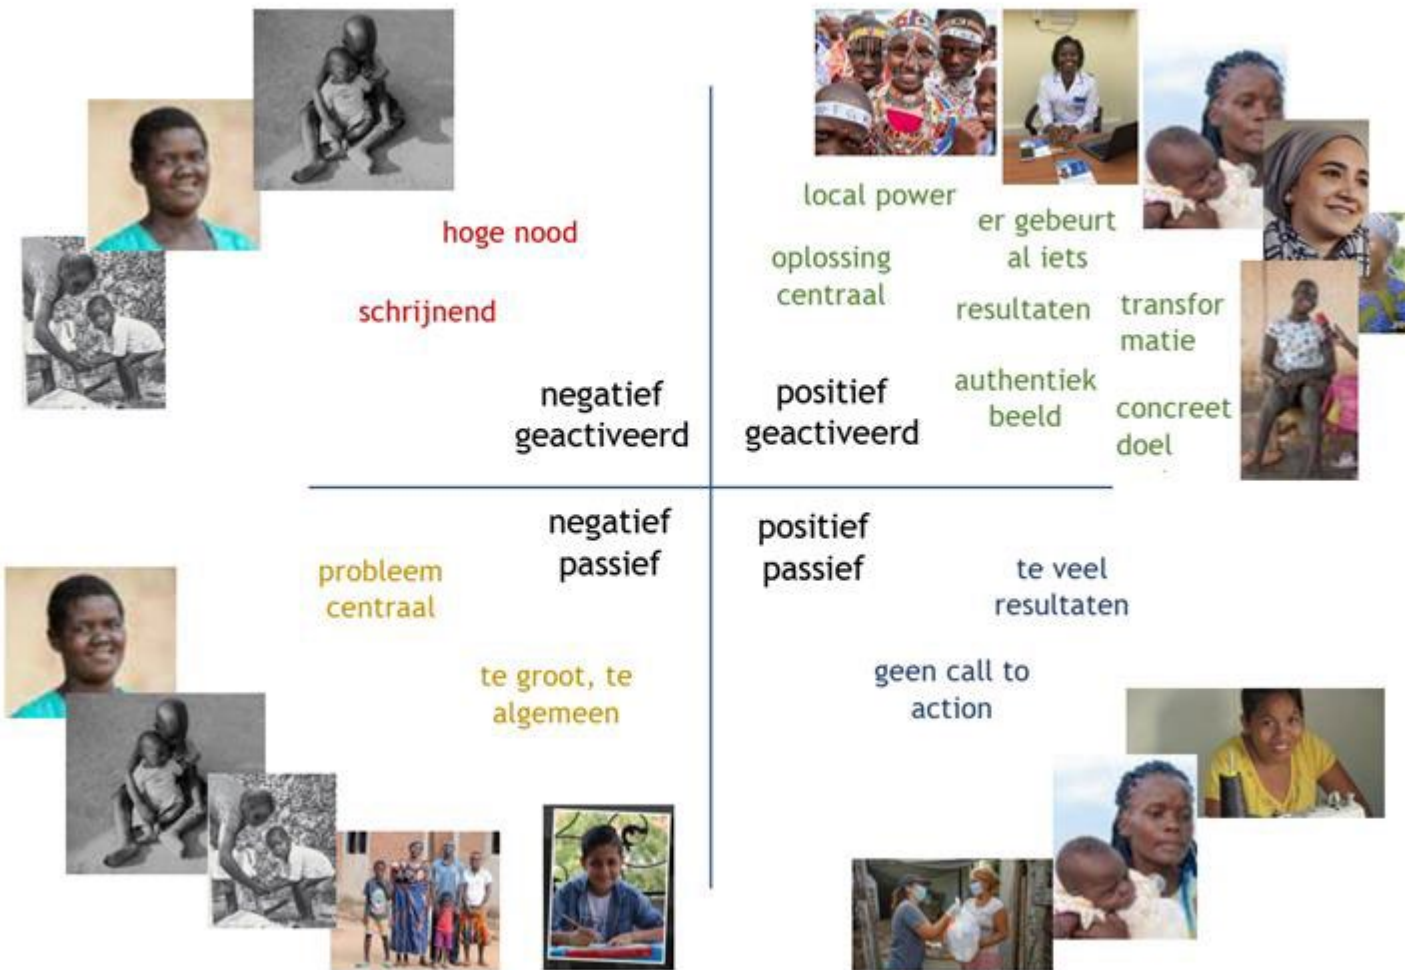 local power
er gebeurt
al iets
hoge nood
oplossing
centraal
schrijnend
resultaten
transfor
matie
authentiek
beeld
concreet
doel
negatief
geactiveerd
positief
geactiveerd
negatief
passief
positief
passief
probleem
centraal
te veel
resultaten
te groot, te
algemeen
geen call to
action